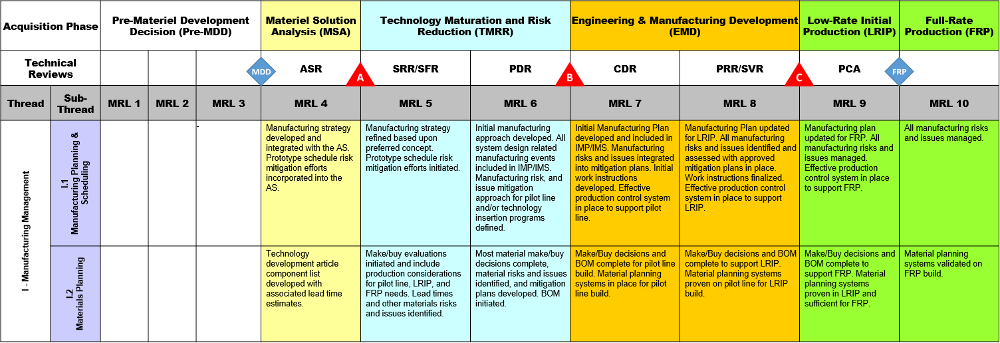 Acquisition Phase
Pre-Materiel Development
Decision (Pre-MDD)
Materiel Solution
Analysis (MSA)
Technology Maturation and Risk
Reduction (TMRR)
Engineering & Manufacturing Development
(EMD)
Low-Rate Initial
Production (LRIP)
Full-Rate
Production (FRP)
Technical
Reviews
MDD
ASR
A
SRR/SFR
PDR
B
CDR
PRR/SVR
C
PCA
FRP
Thread
Sub-
Thread
MRL 1
MRL 2
MRL 3
MRL 4
MRL 5
MRL 6
MRL 7
MRL 8
MRL 9
MRL 10
I - Manufacturing Management
I.1
Manufacturing Planning &
Scheduling
-
Manufacturing strategy
developed and
integrated with the AS.
Prototype schedule risk
mitigation efforts
incorporated into the
AS.
Manufacturing strategy
refined based upon
preferred concept.
Prototype schedule risk
mitigation efforts initiated.
Initial manufacturing
approach developed. All
system design related
manufacturing events
included in IMP/IMS.
Manufacturing risk, and
issue mitigation
approach for pilot line
and/or technology
insertion programs
defined.
Initial Manufacturing Plan
developed and included in
IMP/IMS. Manufacturing
risks and issues integrated
into mitigation plans. Initial
work instructions
developed. Effective
production control system
in place to support pilot
line.
Manufacturing Plan updated
for LRIP. All manufacturing
risks and issues identified and
assessed with approved
mitigation plans in place.
Work instructions finalized.
Effective production control
system in place to support
LRIP.
Manufacturing plan
updated for FRP. All
manufacturing risks and
issues managed.
Effective production
control system in place
to support FRP.
All manufacturing risks
and issues managed.
I.2
Materials Planning
Technology
development article
component list
developed with
associated lead time
estimates.
Make/buy evaluations
initiated and include
production considerations
for pilot line, LRIP, and
FRP needs. Lead times
and other materials risks
and issues identified.
Most material make/buy
decisions complete,
material risks and issues
identified, and mitigation
plans developed. BOM
initiated.
Make/Buy decisions and
BOM complete for pilot line
build. Material planning
systems in place for pilot
line build.
Make/Buy decisions and BOM
complete to support LRIP.
Material planning systems
proven on pilot line for LRIP
build.
Make/Buy decisions and
BOM complete to
support FRP. Material
planning systems
proven in LRIP and
sufficient for FRP.
Material planning
systems validated on
FRP build.